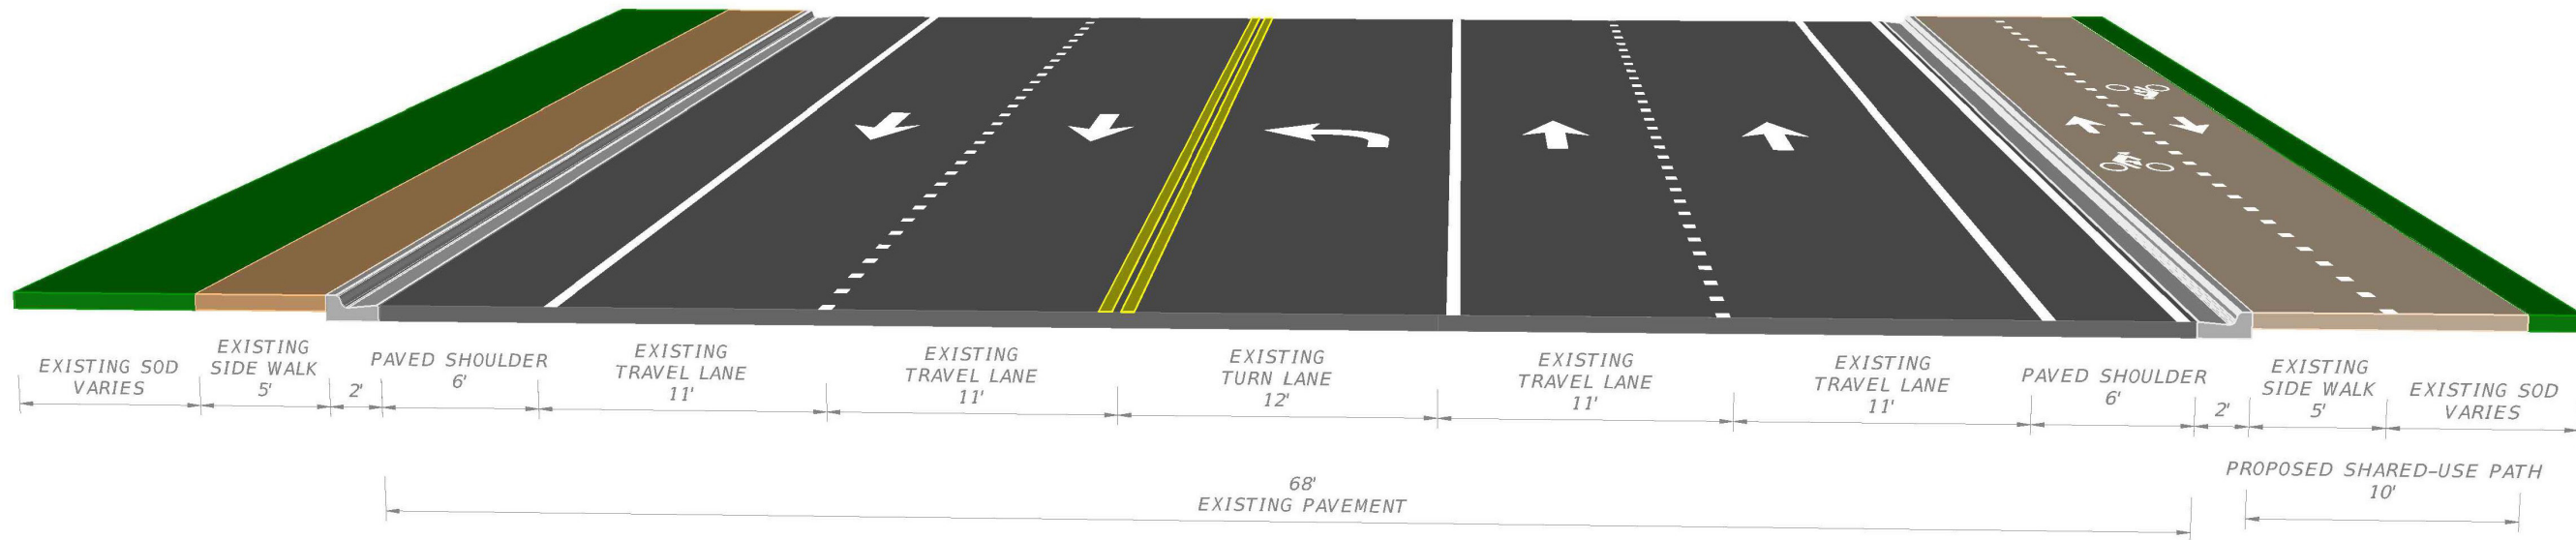 EXISTING SOD
VARIES
EXISTING
SIDE WALK
5'
2'
PAVED SHOULDER
6'
EXISTING
TRAVEL LANE
11'
EXISTING
TRAVEL LANE
11'
EXISTING
TURN LANE
12'
EXISTING
TRAVEL LANE
11'
EXISTING
TRAVEL LANE
11'
PAVED SHOULDER
6'
2'
EXISTING
SIDE WALK
5'
EXISTING SOD
VARIES
68'
EXISTING PAVEMENT
PROPOSED SHARED-USE PATH
10'